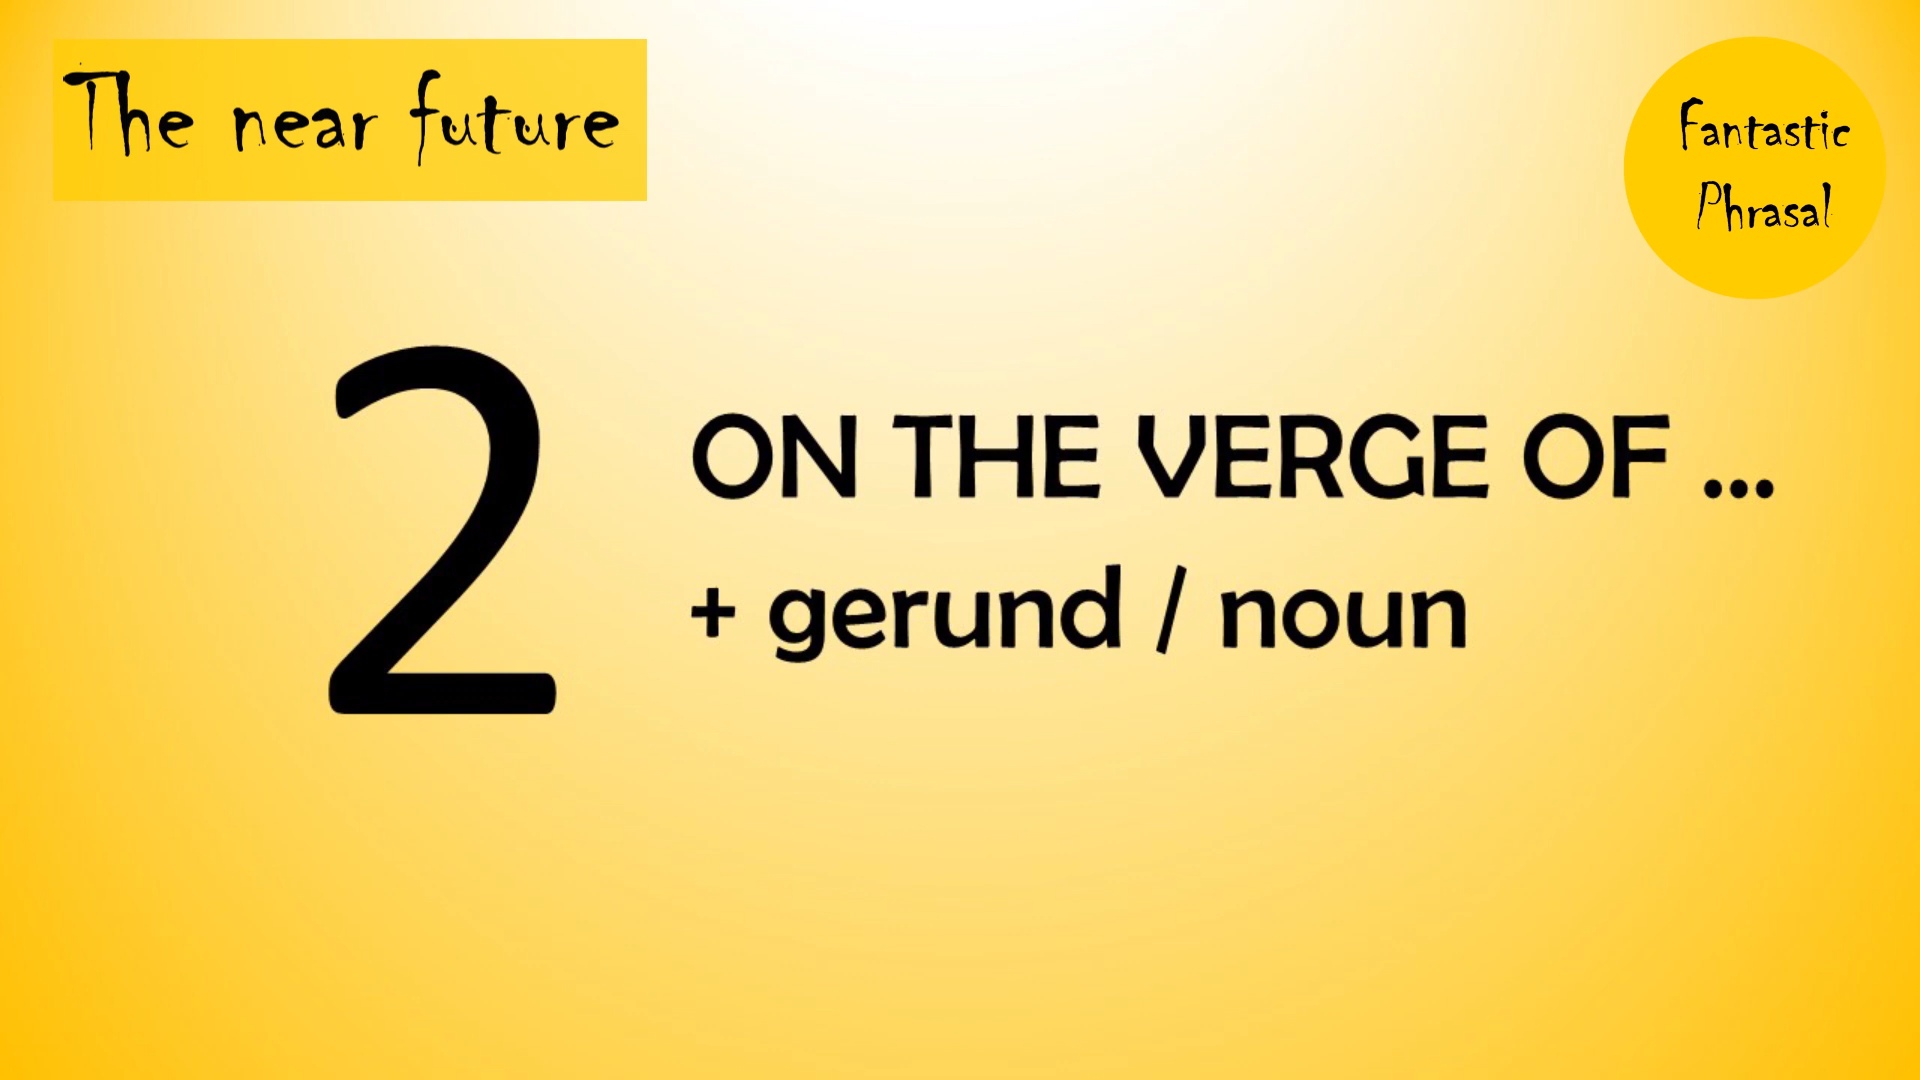 The near future
Fantastic
Phrasal
2
ON THE VERGE OF ...
+ gerund / noun